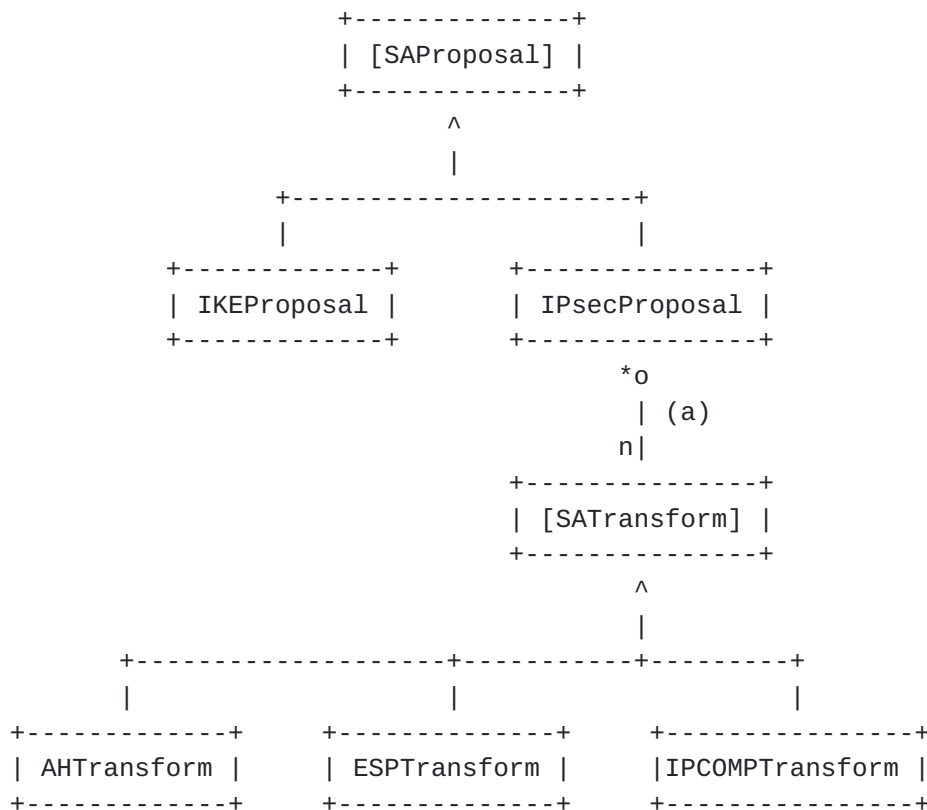 +--------------+
| [SAProposal] |
+--------------+
^
|
+----------------------+
| |
+-------------+ +---------------+
| IKEProposal | | IPsecProposal |
+-------------+ +---------------+
*o
| (a)
n|
+---------------+
| [SATransform] |
+---------------+
^
|
+--------------------+-----------+---------+
| | |
+-------------+ +--------------+ +----------------+
| AHTransform | | ESPTransform | |IPCOMPTransform |
+-------------+ +--------------+ +----------------+